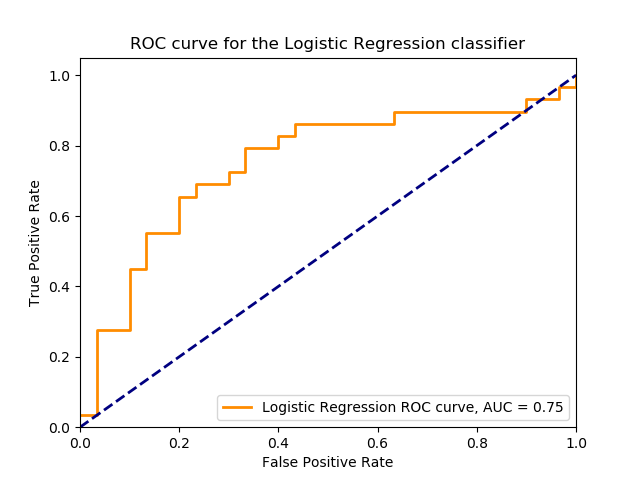 ROC curve for the Logistic Regression classifier
True Positive Rate
1.0
0.8
0.6
0.4
0.2
0.0
Logistic Regression ROC curve, AUC = 0.75
0.0 0.2 0.4 0.6 0.8 1.0
False Positive Rate